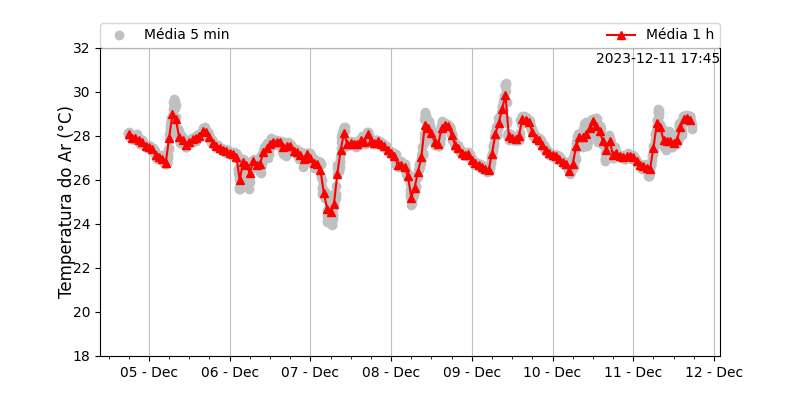 Média 5 min
Média 1 h
2023-12-11 17:45
Temperatura do Ar (°C)
32
30
28
26
24
22
20
18
05 - Dec
06 - Dec
07 - Dec
08 - Dec
09 - Dec
10 - Dec
11 - Dec
12 - Dec